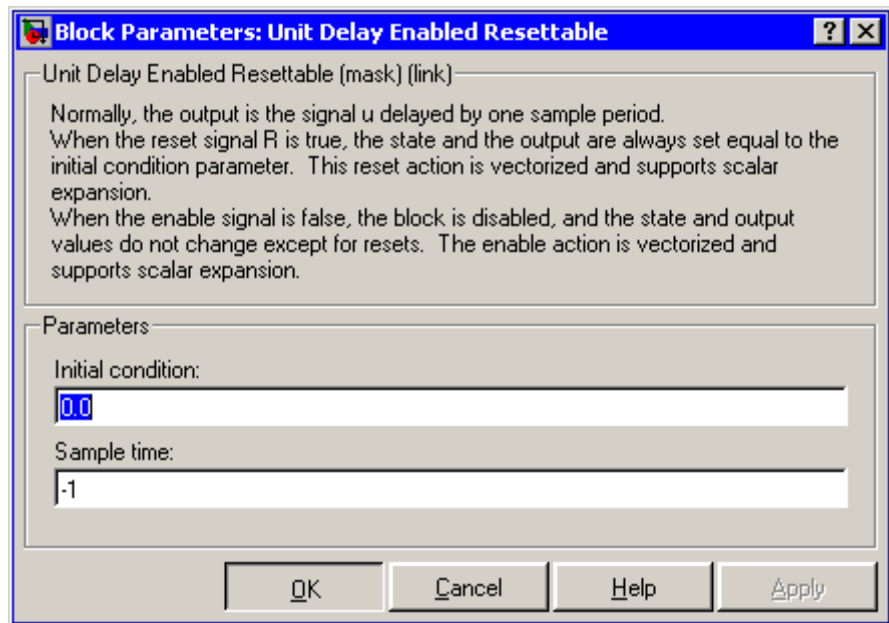 Block Parameters: Unit Delay Enabled Resettable
Unit Delay Enabled Resettable (mask) (link)
Normally, the output is the signal u delayed by one sample period.
When the reset signal R is true, the state and the output are always set equal to the
initial condition parameter.  This reset action is vectorized and supports scalar
expansion.
When the enable signal is false, the block is disabled, and the state and output
values do not change except for resets.  The enable action is vectorized and
supports scalar expansion.
Parameters
Initial condition:
0.0
Sample time:
-1
OK Cancel Help Apply